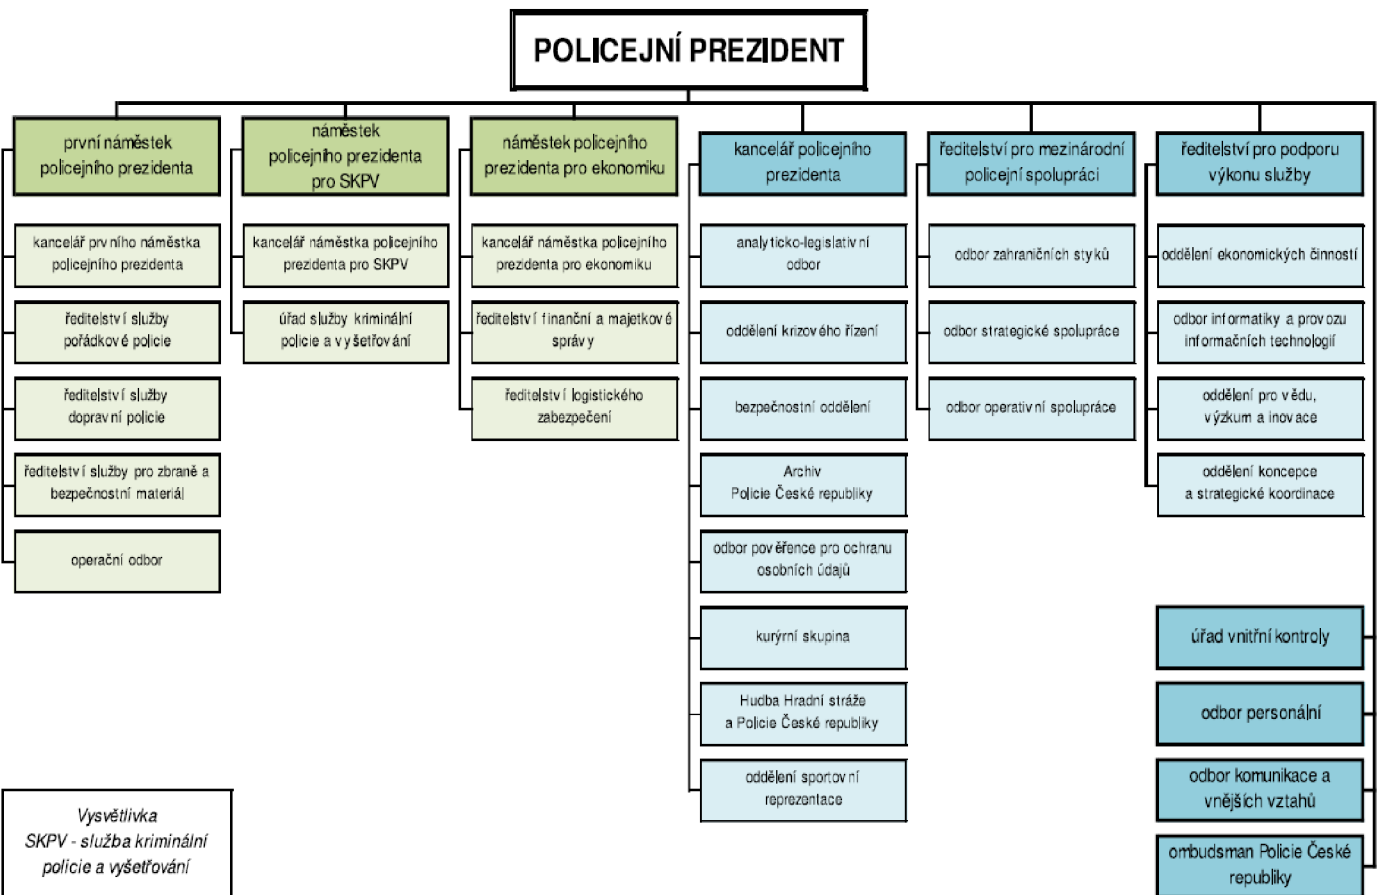 POLICEJNÍ PREZIDENT
první náměstek
policejního prezidenta
kancelář prvního náměstka
policejního prezidenta
ředitelství služby
pořádkové policie
ředitelství služby
dopravní policie
ředitelství služby pro zbraně a
bezpečnostní materiál
operační odbor
náměstek
policejního prezidenta
pro SKPV
kancelář náměstka policejního
prezidenta pro SKPV
úřad služby kriminální
policie a vyšetřování
náměstek policejního
prezidenta pro ekonomiku
kancelář náměstka policejního
prezidenta pro ekonomiku
ředitelství finanční a majetkové
správy
ředitelství logistického
zabezpečení
kancelář policejního
prezidenta
analyticko-legislativní
odbor
oddělení krizového řízení
bezpečnostní oddělení
Archiv
Policie České republiky
odbor pověřence pro ochranu
osobních údajů
kurýrní skupina
Hudba Hradní stráže
a Policie České republiky
oddělení sportovní
reprezentace
ředitelství pro mezinárodní
policejní spolupráci
odbor zahraničních styků
odbor strategické spolupráce
odbor operativní spolupráce
ředitelství pro podporu
výkonu služby
oddělení ekonomických činností
odbor informatiky a provozu
informačních technologií
oddělení pro vědu,
výzkum a inovace
oddělení koncepce
a strategické koordinace
úřad vnitřní kontroly
odbor personální
odbor komunikace a
vnějších vztahů
ombudsman Policie České
republiky
Vysvětlivka
SKPV - služba kriminální
policie a vyšetřování